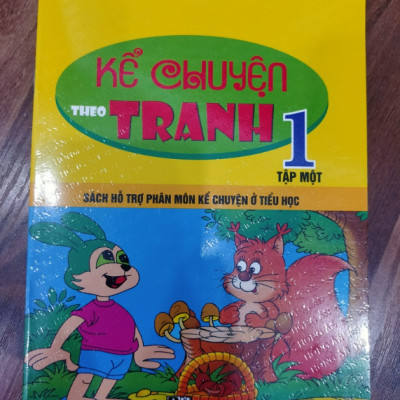 KỂ CHUYỆN
THEO TRANH 1
TẬP MỘT
SÁCH HỖ TRỢ PHÂN MÔN KỂ CHUYỆN Ở TIỂU HỌC